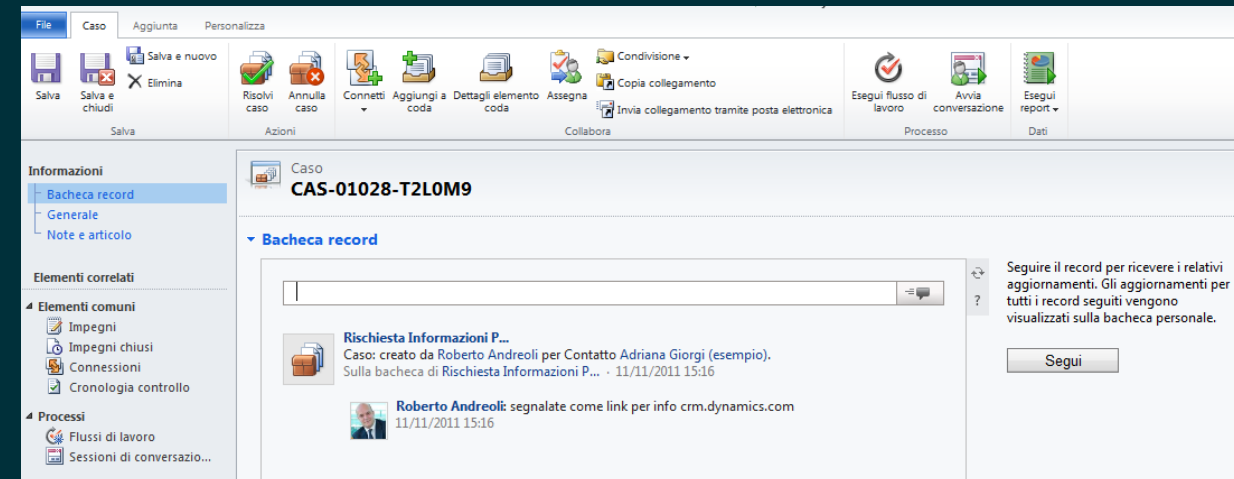 File Caso Aggiunta Personalizza
Salva
Salva e chiudi
Salva e nuovo
Elimina
Salva
Risolvi caso
Annulla caso
Azioni
Connetti
Aggiungi a coda
Dettagli elemento coda
Assegna
Condivisione
Copia collegamento
Invia collegamento tramite posta elettronica
Collabora
Esegui flusso di lavoro
Avvia conversazione
Processo
Esegui report
Dati
Informazioni
Bacheca record
Generale
Note e articolo
Elementi correlati
Elementi comuni
Impegni
Impegni chiusi
Connessioni
Cronologia controllo
Processi
Flussi di lavoro
Sessioni di conversazio...
Caso
CAS-01028-T2L0M9
Bacheca record
Rischiesta Informazioni P...
Caso: creato da Roberto Andreoli per Contatto Adriana Giorgi (esempio).
Sulla bacheca di Rischiesta Informazioni P... · 11/11/2011 15:16
Roberto Andreoli: segnalate come link per info crm.dynamics.com
11/11/2011 15:16
?
Seguire il record per ricevere i relativi
aggiornamenti. Gli aggiornamenti per
tutti i record seguiti vengono
visualizzati sulla bacheca personale.
Segui